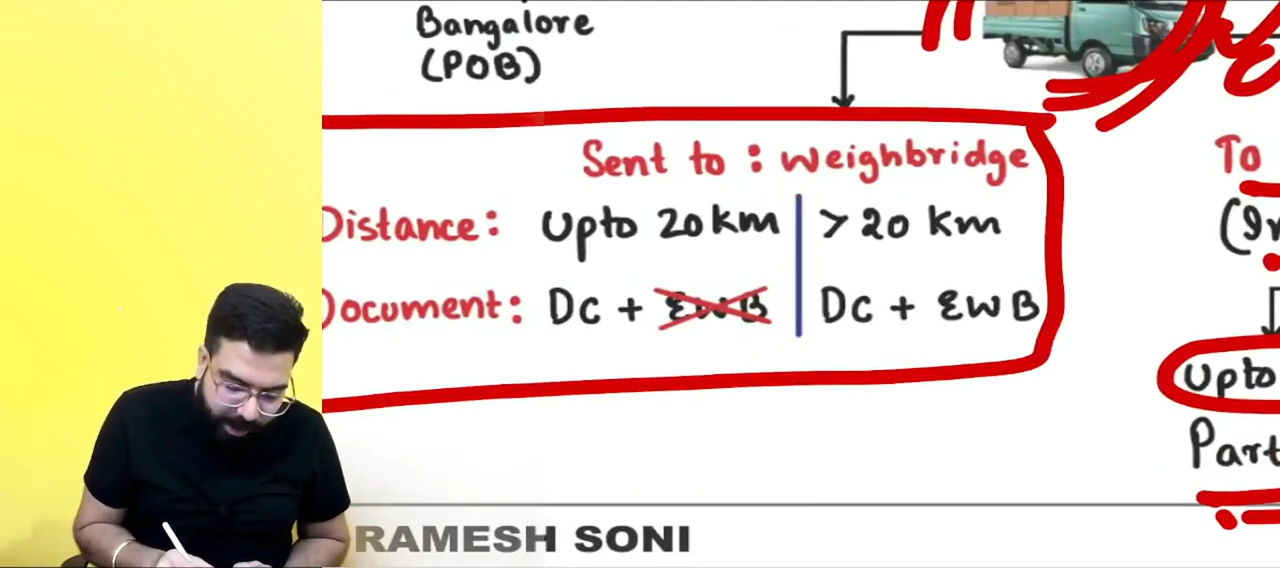 Bangalore
(POB)
Sent to : weighbridge
Distance: Upto 20 km | > 20 km
Document: DC + EWB | DC + EWB
To
Upto
Part
RAMESH SONI